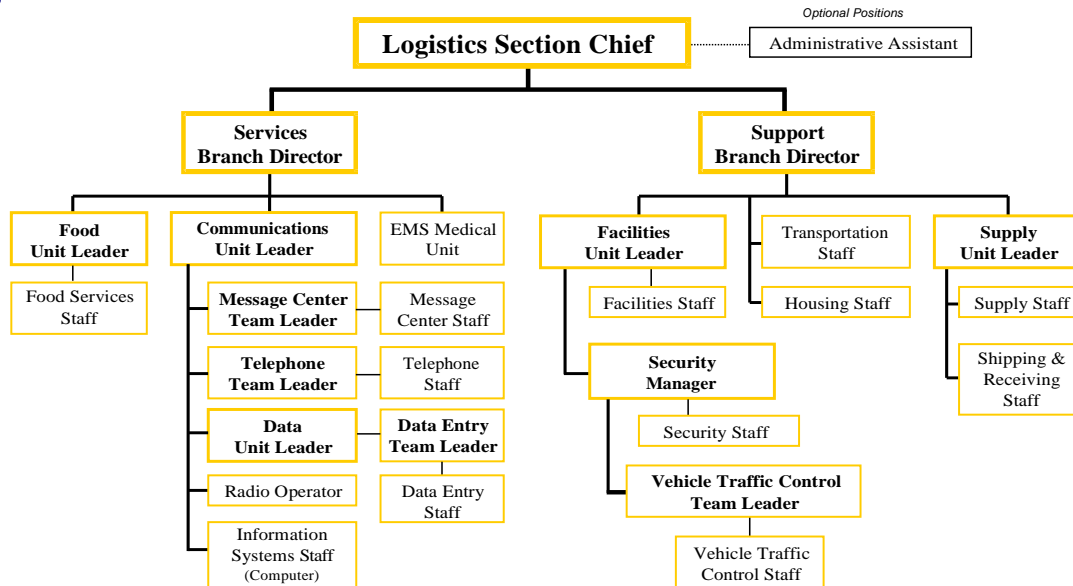 Optional Positions
Logistics Section Chief
Administrative Assistant
Services
Branch Director
Support
Branch Director
Food
Unit Leader
Communications
Unit Leader
EMS Medical
Unit
Facilities
Unit Leader
Transportation
Staff
Supply
Unit Leader
Food Services
Staff
Message Center
Team Leader
Message
Center Staff
Facilities Staff
Housing Staff
Supply Staff
Telephone
Team Leader
Telephone
Staff
Security
Manager
Shipping &
Receiving
Staff
Data
Unit Leader
Data Entry
Team Leader
Security Staff
Radio Operator
Data Entry
Staff
Vehicle Traffic Control
Team Leader
Information
Systems Staff
(Computer)
Vehicle Traffic
Control Staff